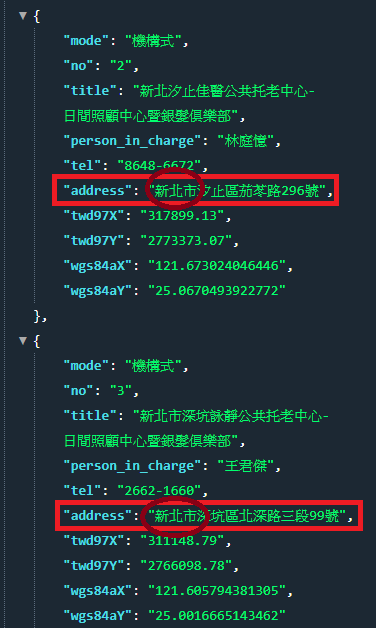 {
"mode": "機構式",
"no": "2",
"title": "新北汐止佳醫公共托老中心-
日間照顧中心暨銀髮俱樂部",
"person_in_charge": "林庭憶",
"tel": "8648-6672",
"address": "新北市汐止區茄苳路296號",
"twd97X": "317899.13",
"twd97Y": "2773373.07",
"wgs84aX": "121.673024046446",
"wgs84aY": "25.0670493922772"
},
{
"mode": "機構式",
"no": "3",
"title": "新北市深坑詠靜公共托老中心-
日間照顧中心暨銀髮俱樂部",
"person_in_charge": "王君傑",
"tel": "2662-1660",
"address": "新北市深坑區北深路三段99號",
"twd97X": "311148.79",
"twd97Y": "2766098.78",
"wgs84aX": "121.605794381305",
"wgs84aY": "25.0016665143462"